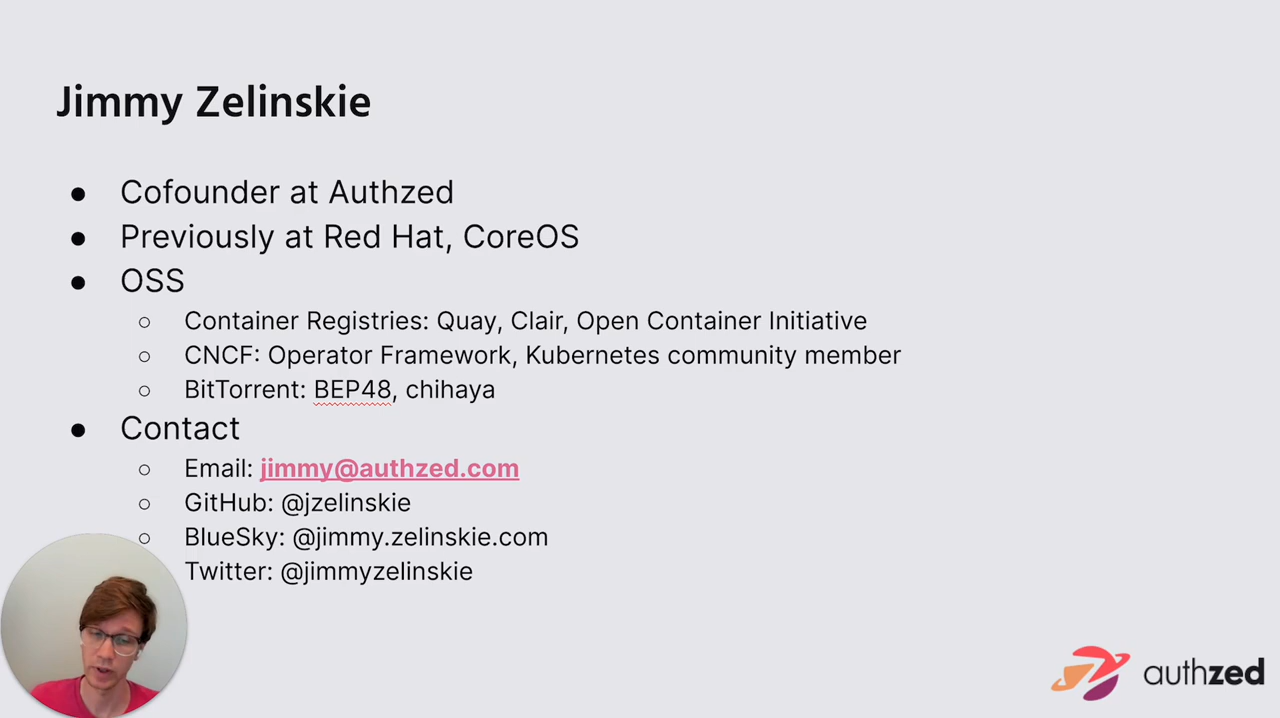 Jimmy Zelinskie
● Cofounder at Authzed
● Previously at Red Hat, CoreOS
● OSS
○ Container Registries: Quay, Clair, Open Container Initiative
○ CNCF: Operator Framework, Kubernetes community member
○ BitTorrent: BEP48, chihaya
● Contact
○ Email: jimmy@authzed.com
○ GitHub: @jzelinskie
○ BlueSky: @jimmy.zelinskie.com
Twitter: @jimmyzelinskie
authzed